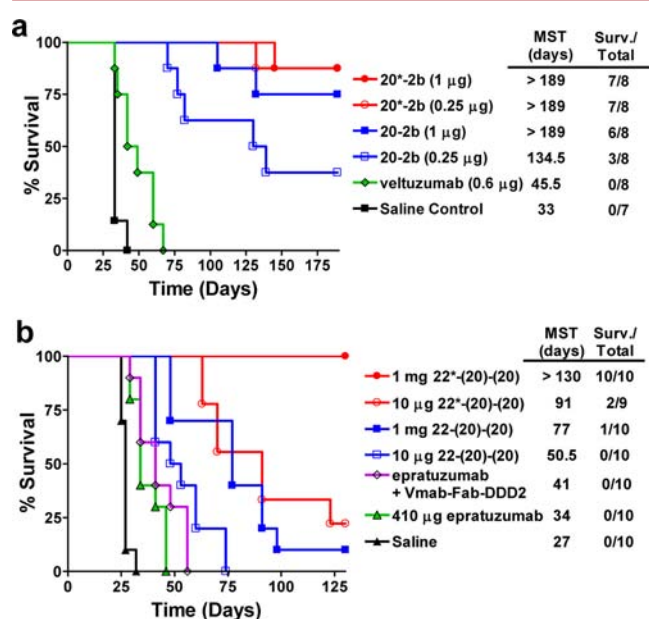 a
MST (days) Surv./ Total
20*-2b (1 μg) > 189 7/8
20*-2b (0.25 μg) > 189 7/8
20-2b (1 μg) > 189 6/8
20-2b (0.25 μg) 134.5 3/8
veltuzumab (0.6 μg) 45.5 0/8
Saline Control 33 0/7
% Survival
100
75
50
25
0
0 25 50 75 100 125 150 175
Time (Days)
b
MST (days) Surv./ Total
1 mg 22*-(20)-(20) > 130 10/10
10 μg 22*-(20)-(20) 91 2/9
1 mg 22-(20)-(20) 77 1/10
10 μg 22-(20)-(20) 50.5 0/10
epratuzumab + Vmab-Fab-DDD2 41 0/10
410 μg epratuzumab 34 0/10
Saline 27 0/10
% Survival
100
75
50
25
0
0 25 50 75 100 125
Time (Days)